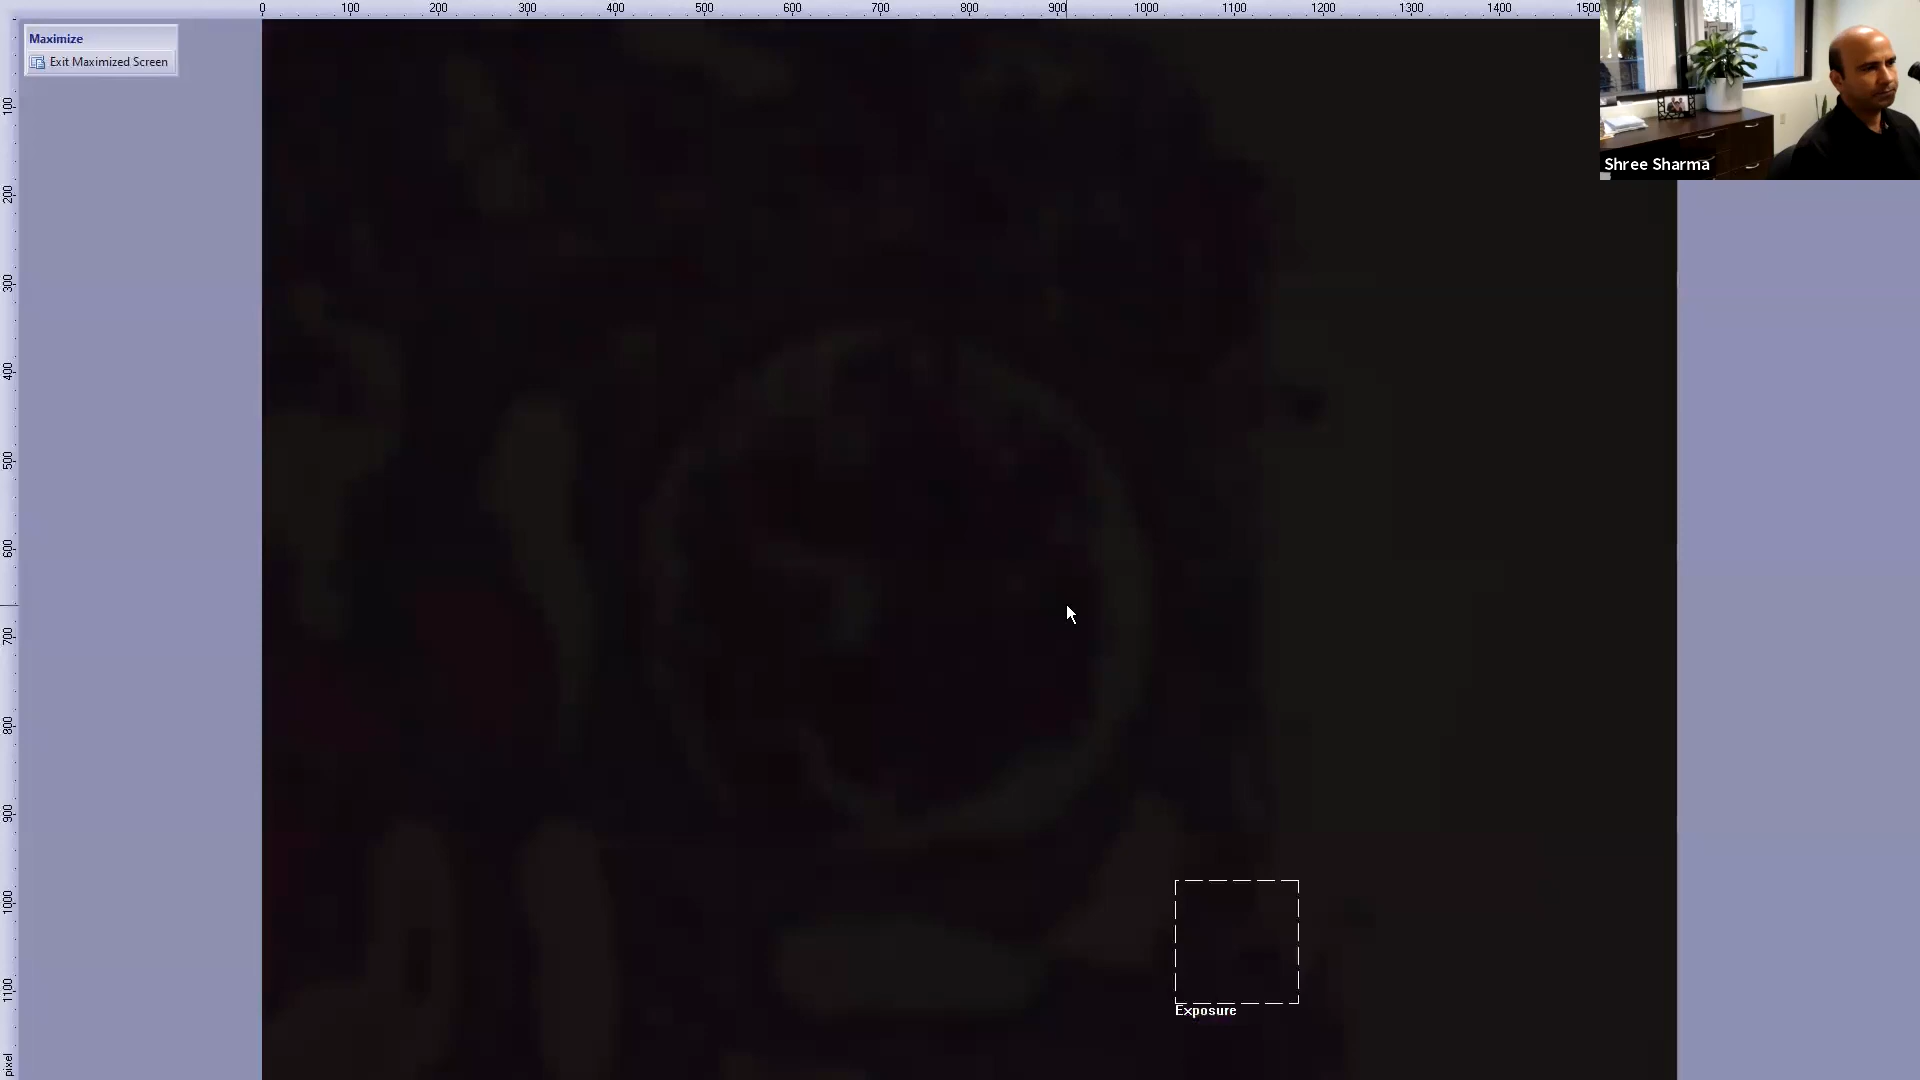 0 100 200 300 400 500 600 700 800 900 1000 1100 1200 1300 1400 1500
Maximize
Exit Maximized Screen
Shree Sharma
100
200
300
400
500
600
700
800
900
1000
1100
pixel
Exposure